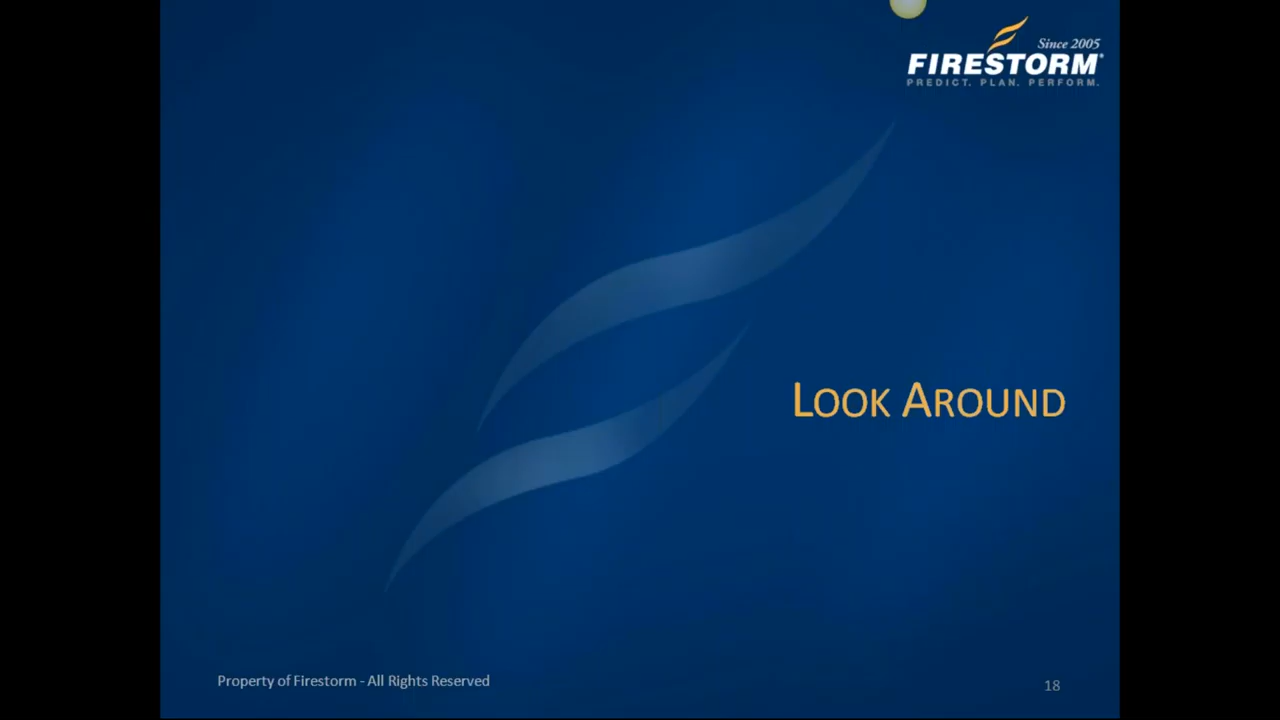 Since 2005
FIRESTORM®
PREDICT. PLAN. PERFORM.
LOOK AROUND
Property of Firestorm - All Rights Reserved
18